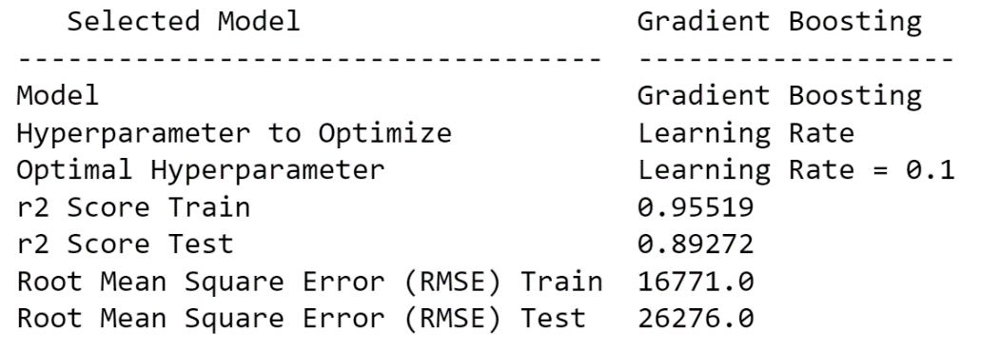 Selected Model Gradient Boosting
----------------------------------- -------------------
Model Gradient Boosting
Hyperparameter to Optimize Learning Rate
Optimal Hyperparameter Learning Rate = 0.1
r2 Score Train 0.95519
r2 Score Test 0.89272
Root Mean Square Error (RMSE) Train 16771.0
Root Mean Square Error (RMSE) Test 26276.0